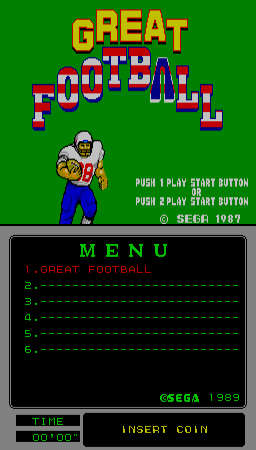 GREAT
FOOTBALL
8
PUSH 1 PLAY START BUTTON
OR
PUSH 2 PLAY START BUTTON
© SEGA 1987
MENU
1.GREAT FOOTBALL
2.-------------------------
3.-------------------------
4.-------------------------
5.-------------------------
6.-------------------------
©SEGA 1989
TIME
00'00"
INSERT COIN